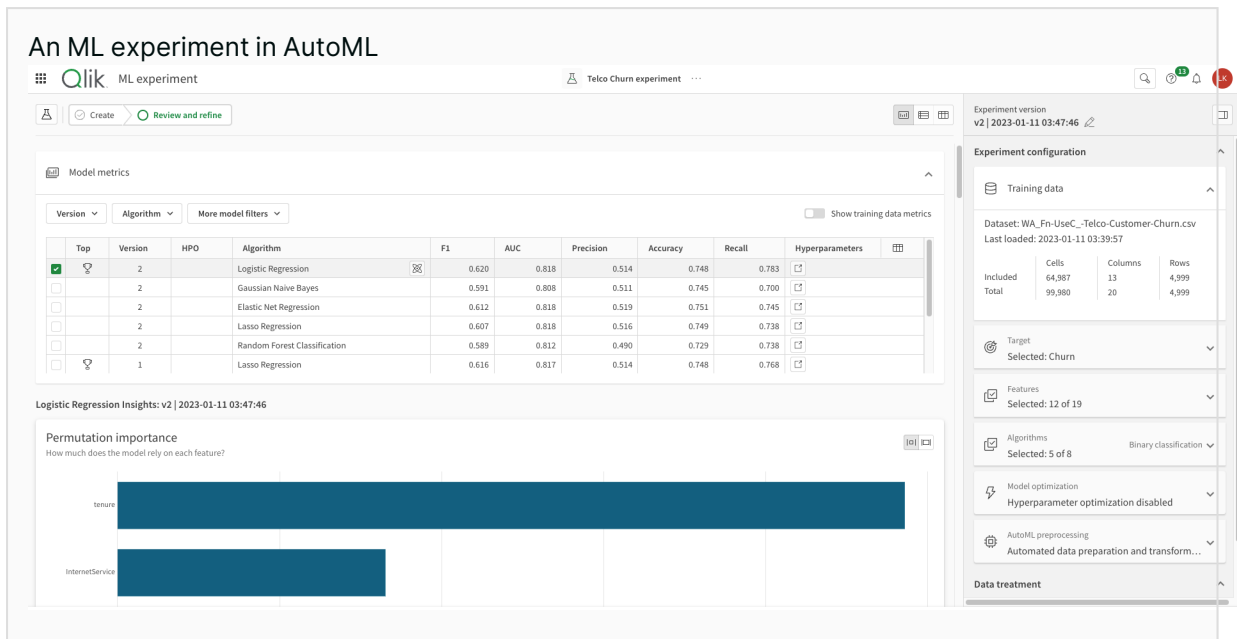 An ML experiment in AutoML
Qlik ML experiment
Telco Churn experiment ...
13
LK
Create
Review and refine
Model metrics
Version Algorithm More model filters
Show training data metrics
Top Version HPO Algorithm F1 AUC Precision Accuracy Recall Hyperparameters
2 Logistic Regression 0.620 0.818 0.514 0.748 0.783
2 Gaussian Naive Bayes 0.591 0.808 0.511 0.745 0.700
2 Elastic Net Regression 0.612 0.818 0.519 0.751 0.745
2 Lasso Regression 0.607 0.818 0.516 0.749 0.738
2 Random Forest Classification 0.589 0.812 0.490 0.729 0.738
1 Lasso Regression 0.616 0.817 0.514 0.748 0.768
Logistic Regression Insights: v2 | 2023-01-11 03:47:46
Permutation importance
How much does the model rely on each feature?
tenure
InternetService
Experiment version
v2 | 2023-01-11 03:47:46
Experiment configuration
Training data
Dataset: WA_Fn-UseC_-Telco-Customer-Churn.csv
Last loaded: 2023-01-11 03:39:57
Cells Columns Rows
Included 64,987 13 4,999
Total 99,980 20 4,999
Target
Selected: Churn
Features
Selected: 12 of 19
Algorithms
Selected: 5 of 8
Binary classification
Model optimization
Hyperparameter optimization disabled
AutoML preprocessing
Automated data preparation and transform...
Data treatment